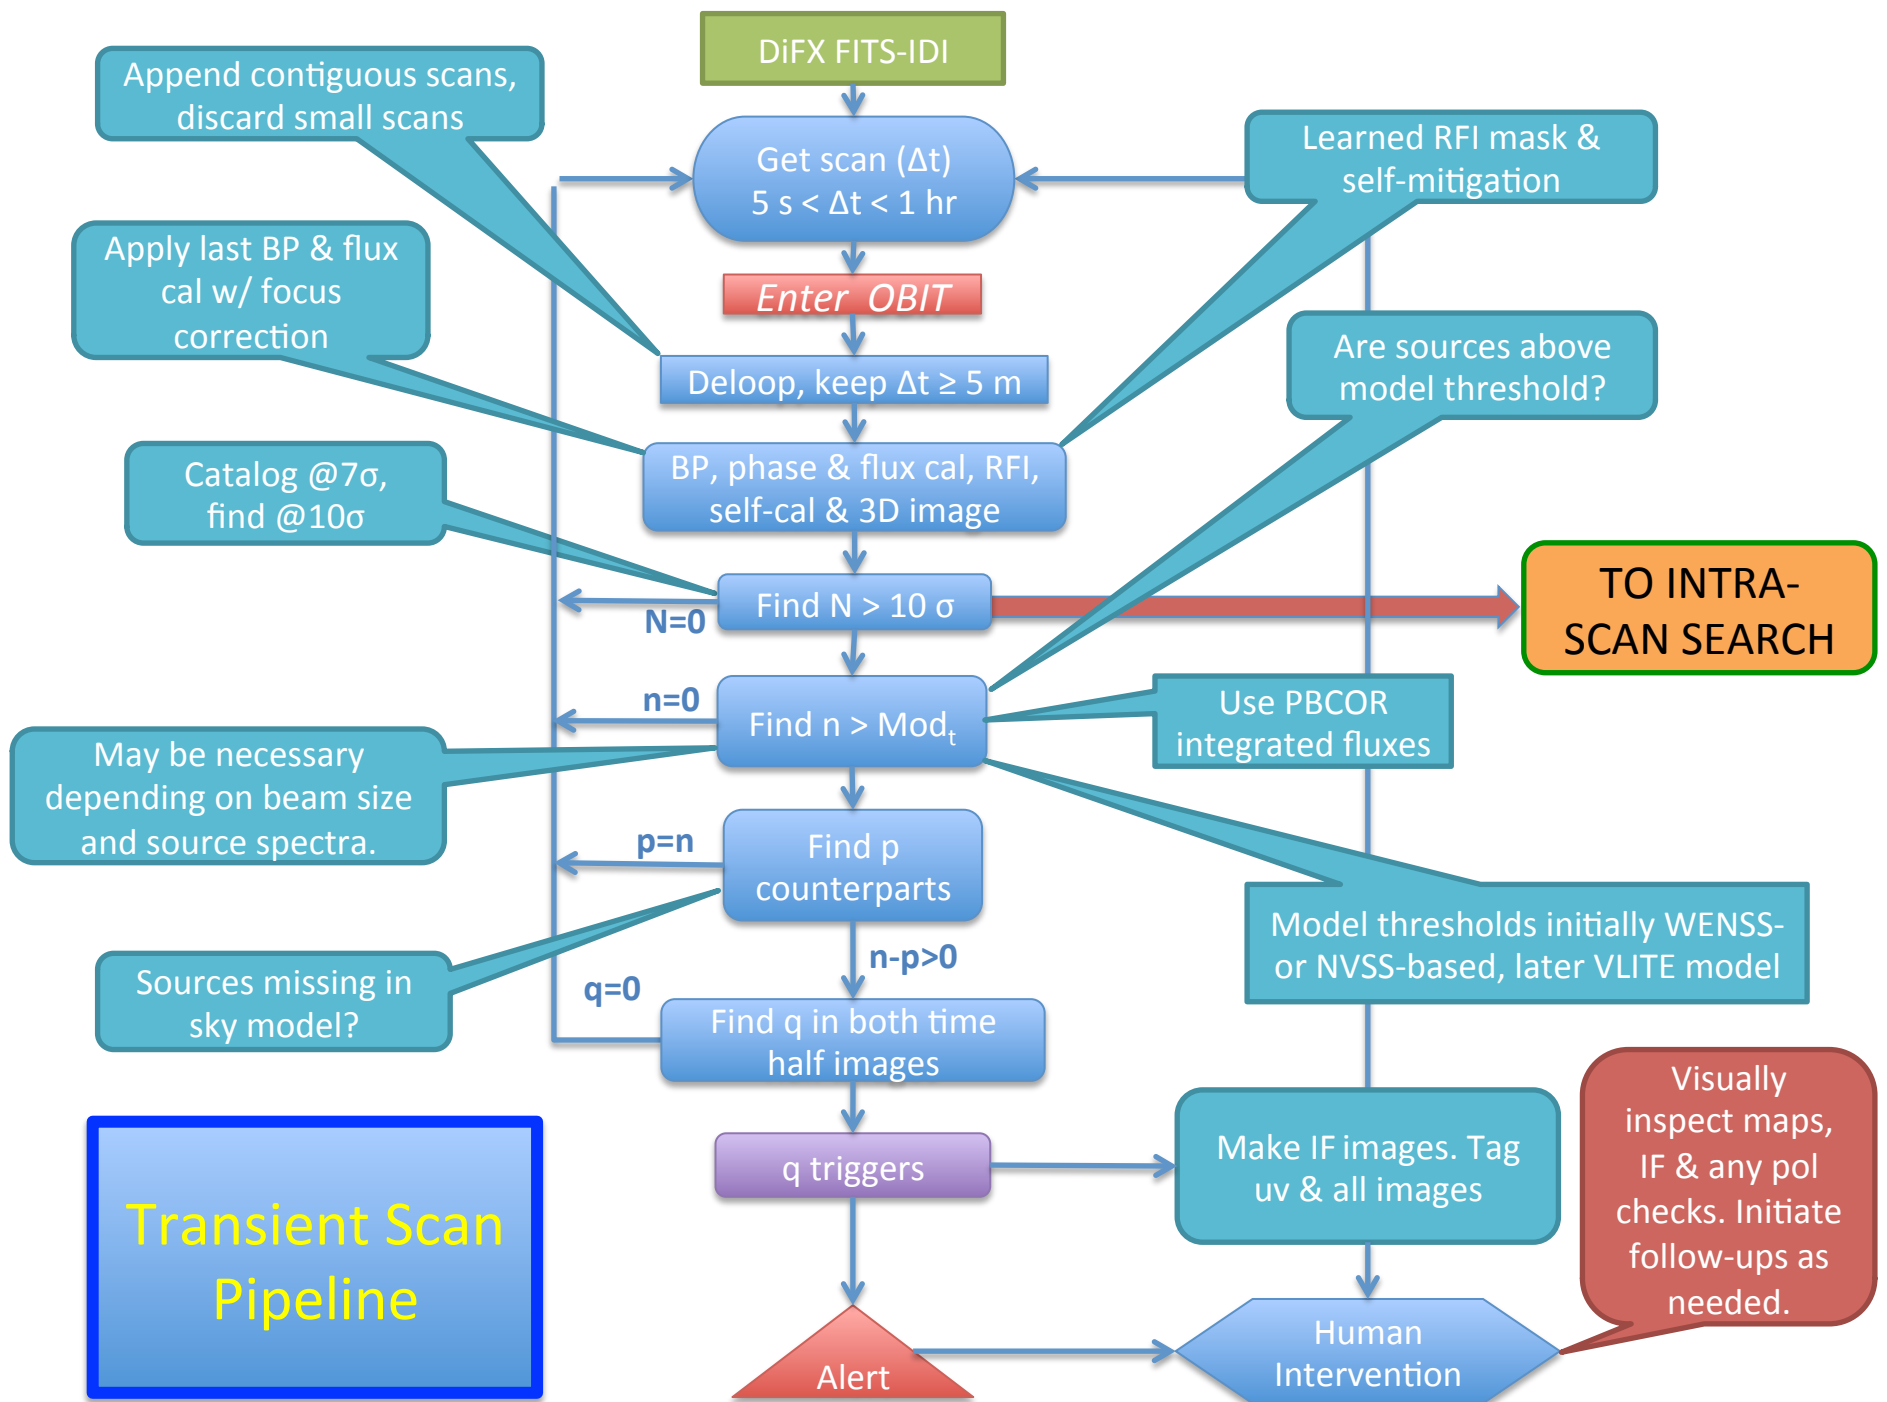 DiFX FITS-IDI
Append contiguous scans,
discard small scans
Get scan (Δt)
5 s < Δt < 1 hr
Learned RFI mask &
self-mitigation
Apply last BP & flux
cal w/ focus
correction
Enter OBIT
Are sources above
model threshold?
Deloop, keep Δt ≥ 5 m
Catalog @7σ,
find @10σ
BP, phase & flux cal, RFI,
self-cal & 3D image
Find N > 10 σ
N=0
TO INTRA-
SCAN SEARCH
n=0
Find n > Modt
Use PBCOR
integrated fluxes
May be necessary
depending on beam size
and source spectra.
p=n
Find p
counterparts
Model thresholds initially WENSS-
or NVSS-based, later VLITE model
n-p>0
Sources missing in
sky model?
q=0
Find q in both time
half images
Visually
inspect maps,
IF & any pol
checks. Initiate
follow-ups as
needed.
q triggers
Make IF images. Tag
uv & all images
Transient Scan
Pipeline
Alert
Human
Intervention